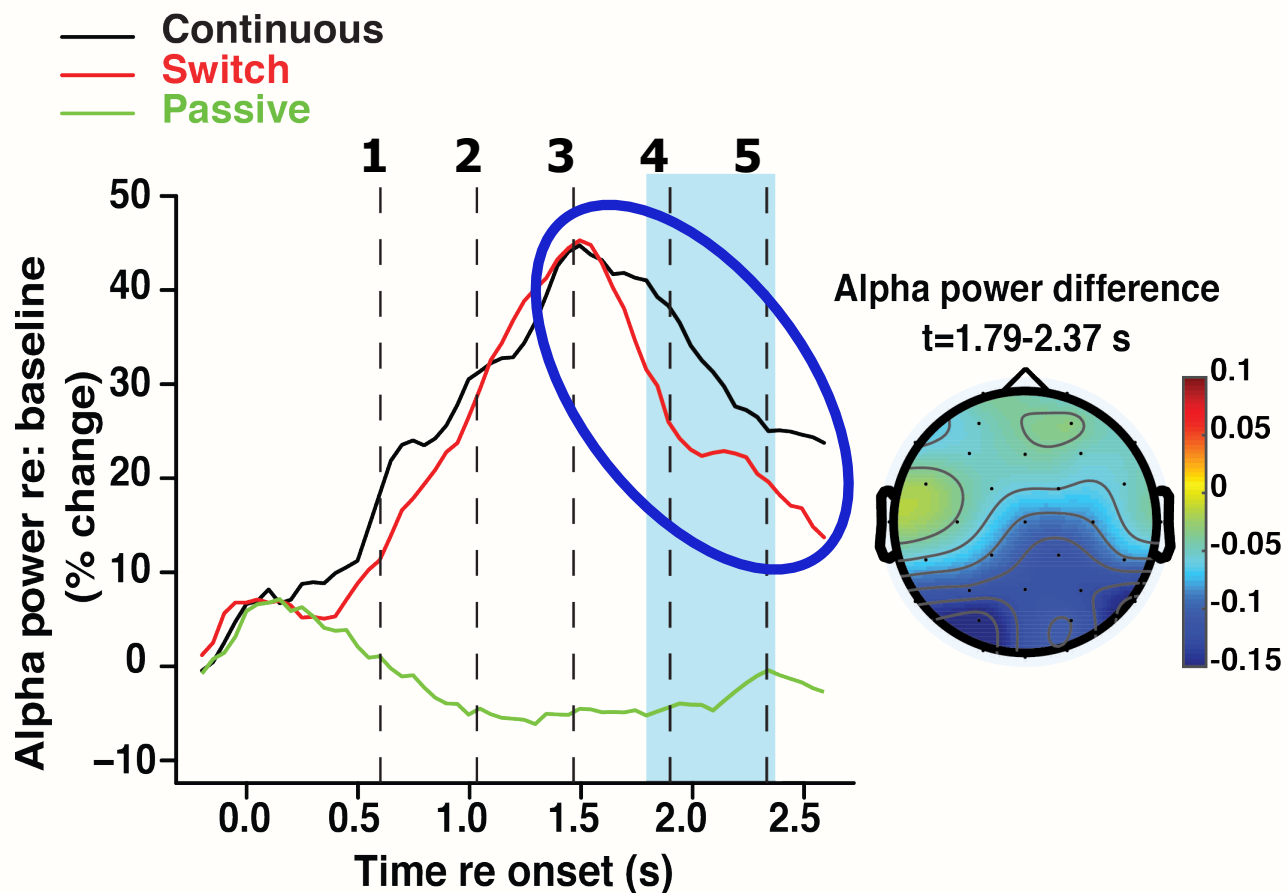 Continuous
Switch
Passive
1 2 3 4 5
50
40
30
20
10
0
–10
Alpha power re: baseline
(% change)
0.0 0.5 1.0 1.5 2.0 2.5
Time re onset (s)
Alpha power difference
t=1.79-2.37 s
0.1
0.05
0
-0.05
-0.1
-0.15